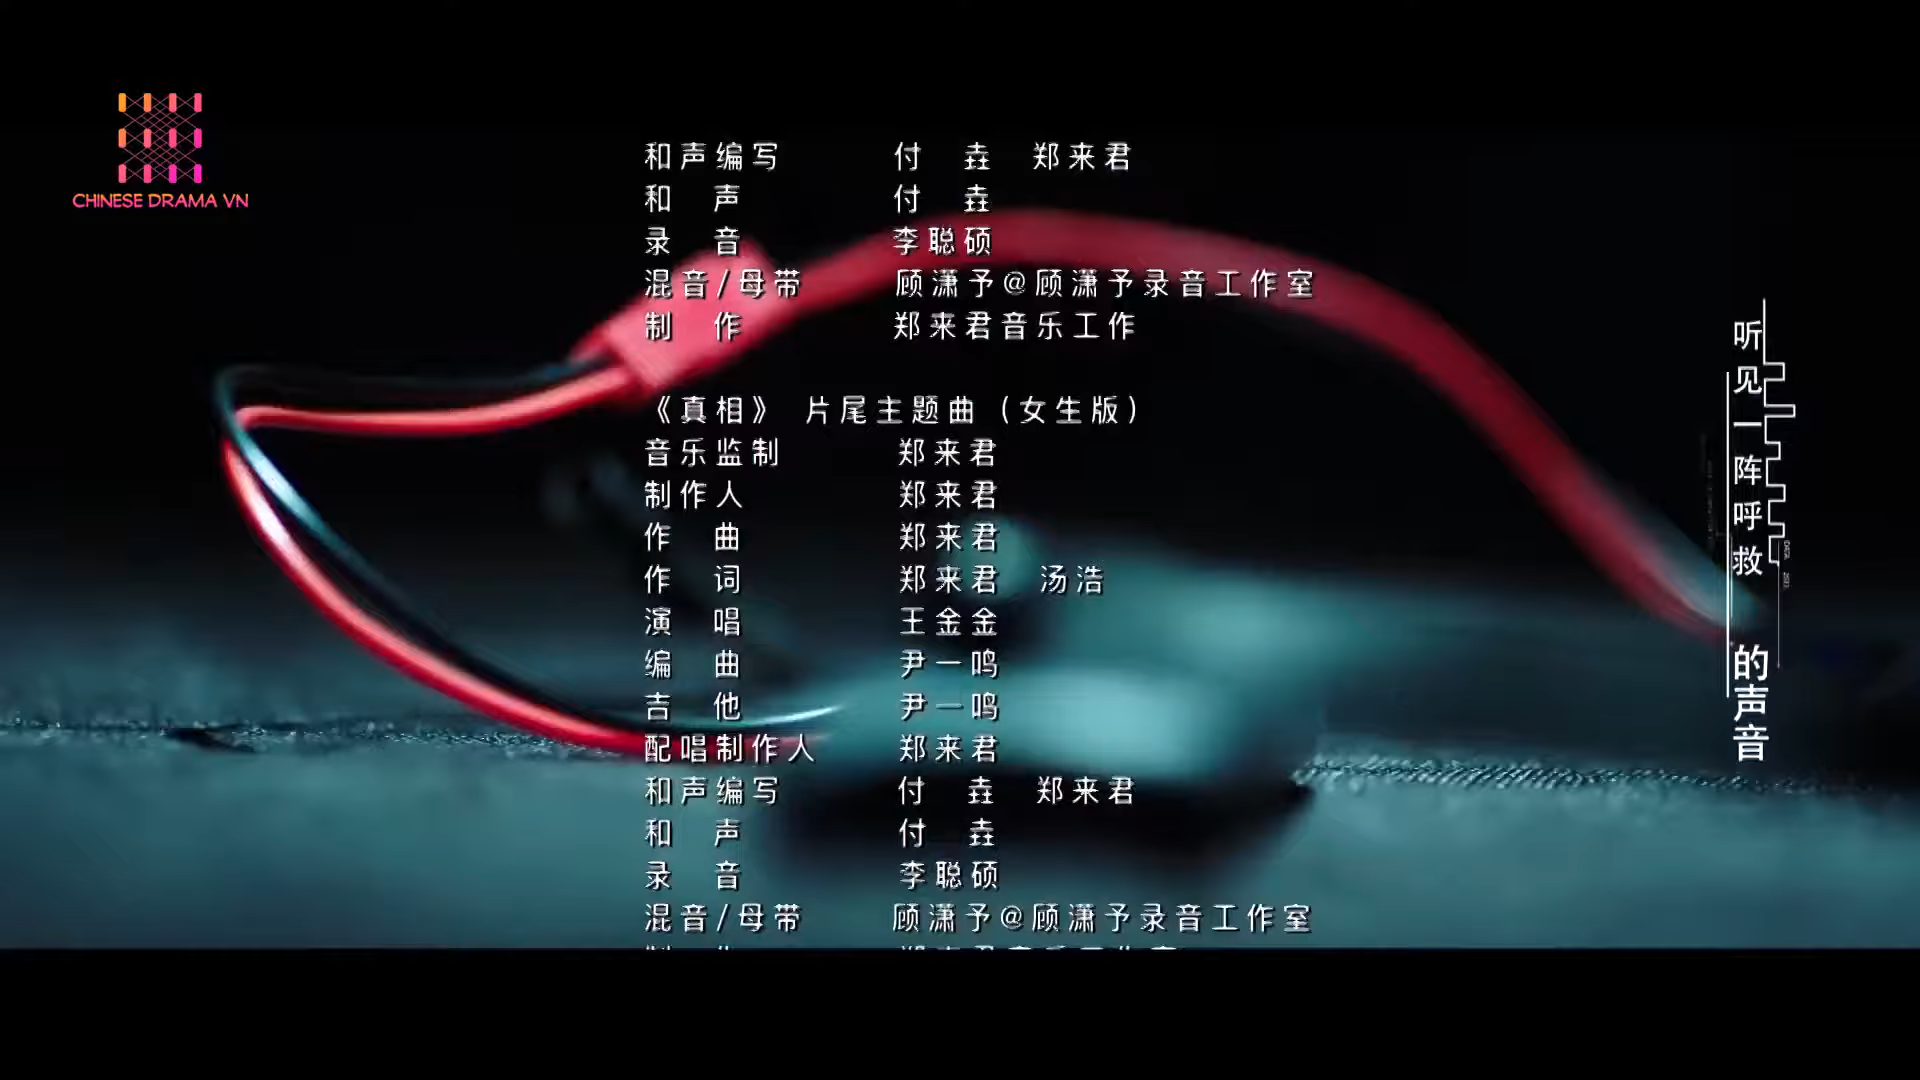 CHINESE DRAMA VN
和声编写 付垚 郑来君
和声 付垚
录音 李聪硕
混音/母带 顾潇予@顾潇予录音工作室
制作 郑来君音乐工作
《真相》 片尾主题曲（女生版）
音乐监制 郑来君
制作人 郑来君
作曲 郑来君
作词 郑来君 汤浩
演唱 王金金
编曲 尹一鸣
吉他 尹一鸣
配唱制作人 郑来君
和声编写 付垚 郑来君
和声 付垚
录音 李聪硕
混音/母带 顾潇予@顾潇予录音工作室
听见一阵呼救
的声音